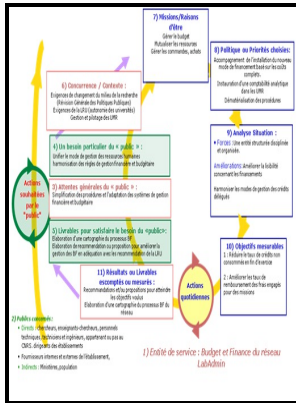 7) Missions/Raisons
d'être
Gérer le budget
Mutualiser les ressources
Gérer les commandes, achats
8) Politique ou Priorités choisies:
Accompagnement de l'installation du nouveau
mode de financement basé sur les coûts
complets.
Instauration d'une comptabilité analytique
dans les UMR
Dématérialisation des procédures
6) Concurrence / Contexte :
Exigences de changement du milieu de la recherche
(Révision Générale des Politiques Publiques)
Exigences de la LRU (autonomie des universités)
Gestion et pilotage des UMR
9) Analyse Situation :
Forces: Une entité structurée disciplinée
et organisée.
Améliorations: Améliorer la lisibilité
concernant les financements
Harmoniser les modes de gestion des crédits
délégués
4) Un besoin particulier du « public » :
Unifier le mode de gestion des ressources humaines
Harmonisation des règles de gestion financière et budgétaire
3) Attentes générales du « public » :
Simplification des procédures et l'adaptation des systèmes de gestion
financière et budgétaire
Actions
souhaitées
par le
"public"
5) Livrables pour satisfaire le besoin du «public»:
Elaboration d'une cartographie du processus BF
Elaboration de recommandation ou proposition pour améliorer la
gestion des BF en adéquation avec les recommandation de la LRU
10) Objectifs mesurables
1 : Réduire le taux de crédits non
consommés en fin d'exercice
2 : Améliorer les taux de
remboursement des frais engagés
pour des missions
11) Résultats ou Livrables
escomptés ou mesurés :
Recommandations et/ou propositions pour atteindre
les objectifs voulus
Elaboration d'une cartographie du processus BF du
réseau
Actions
quotidiennes
2) Publics concernés :
Directs : chercheurs, enseignants-chercheurs, personnels
techniques, techniciens et ingénieurs, appartenant ou pas au
CNRS, dirigeants des établissements
Fournisseurs internes et externes de l'établissement,
Indirects : Ministères, population
1) Entité de service : Budget et Finance du réseau
LabAdmin